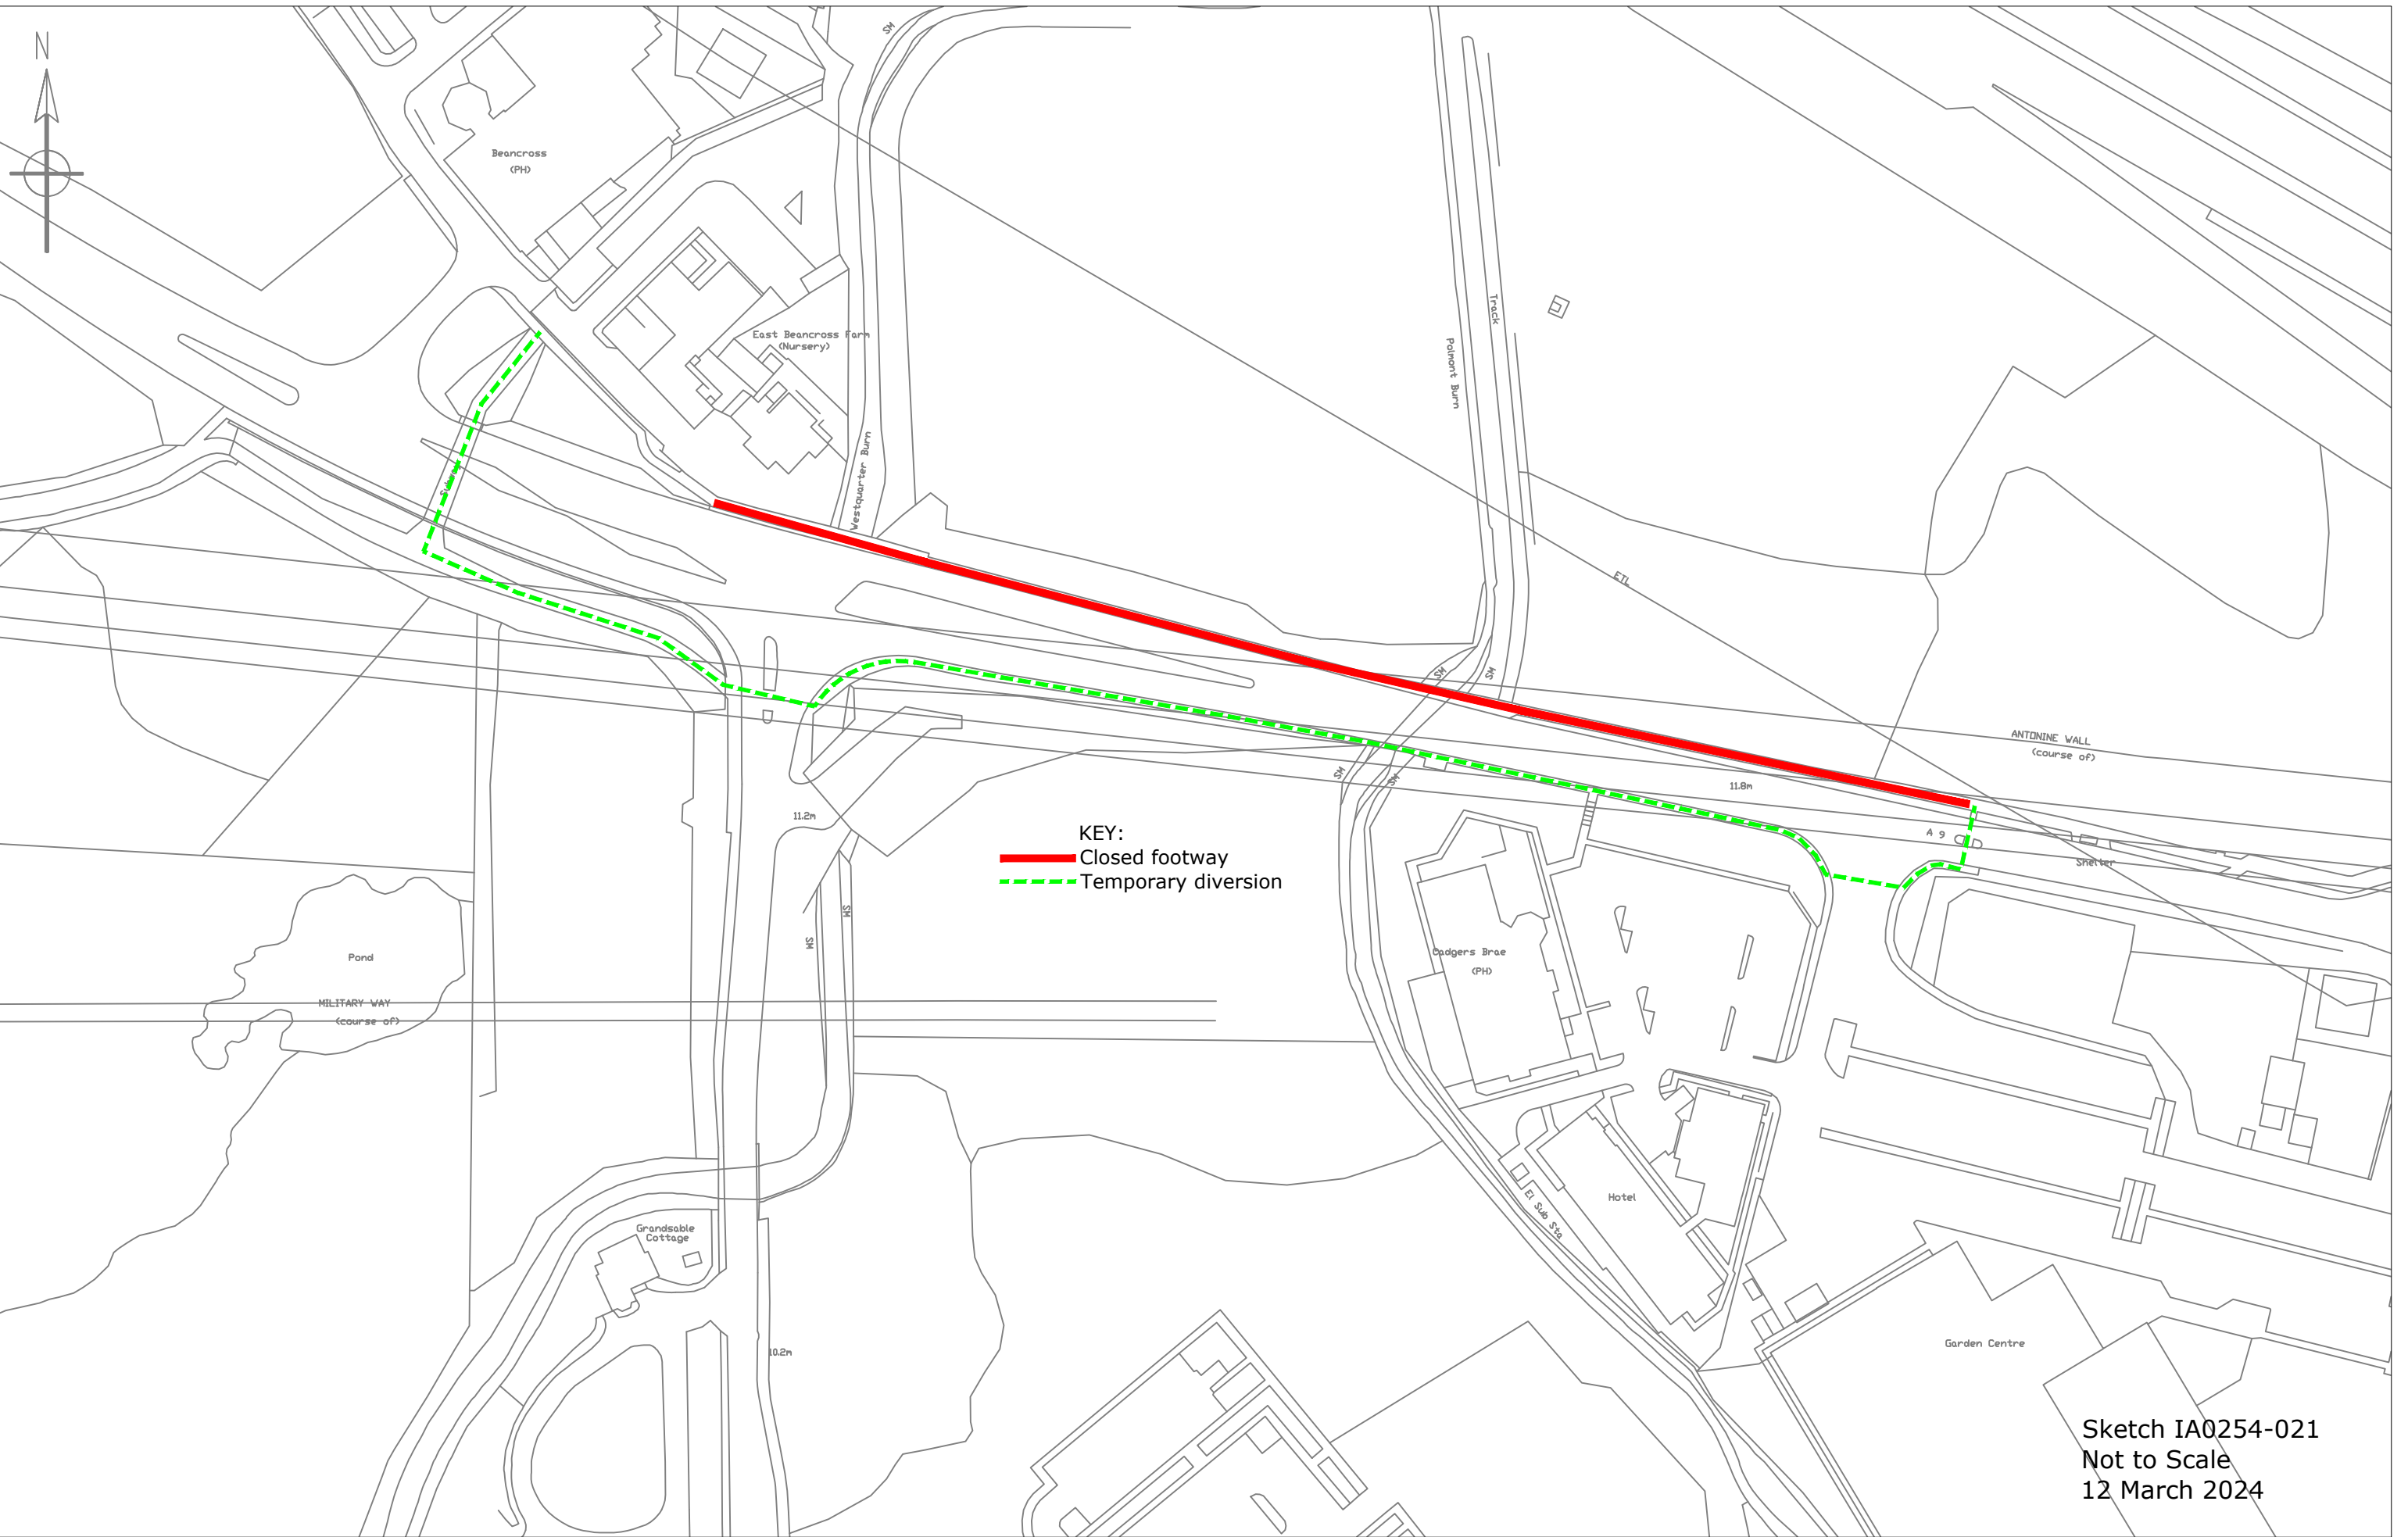 N
SM
Beancross
(PH)
East Beancross Farm
(Nursery)
Track
Polmont Burn
Westquarter Burn
ETL
SM
SM
ANTONINE WALL
(course of)
SM
SM
11.8m
11.2m
A 9
Shelter
KEY:
Closed footway
Temporary diversion
SM
SM
Cadgers Brae
(PH)
Pond
MILITARY WAY
(course of)
Hotel
El Sub Sta
Grandsable
Cottage
10.2m
Garden Centre
Sketch IA0254-021
Not to Scale
12 March 2024